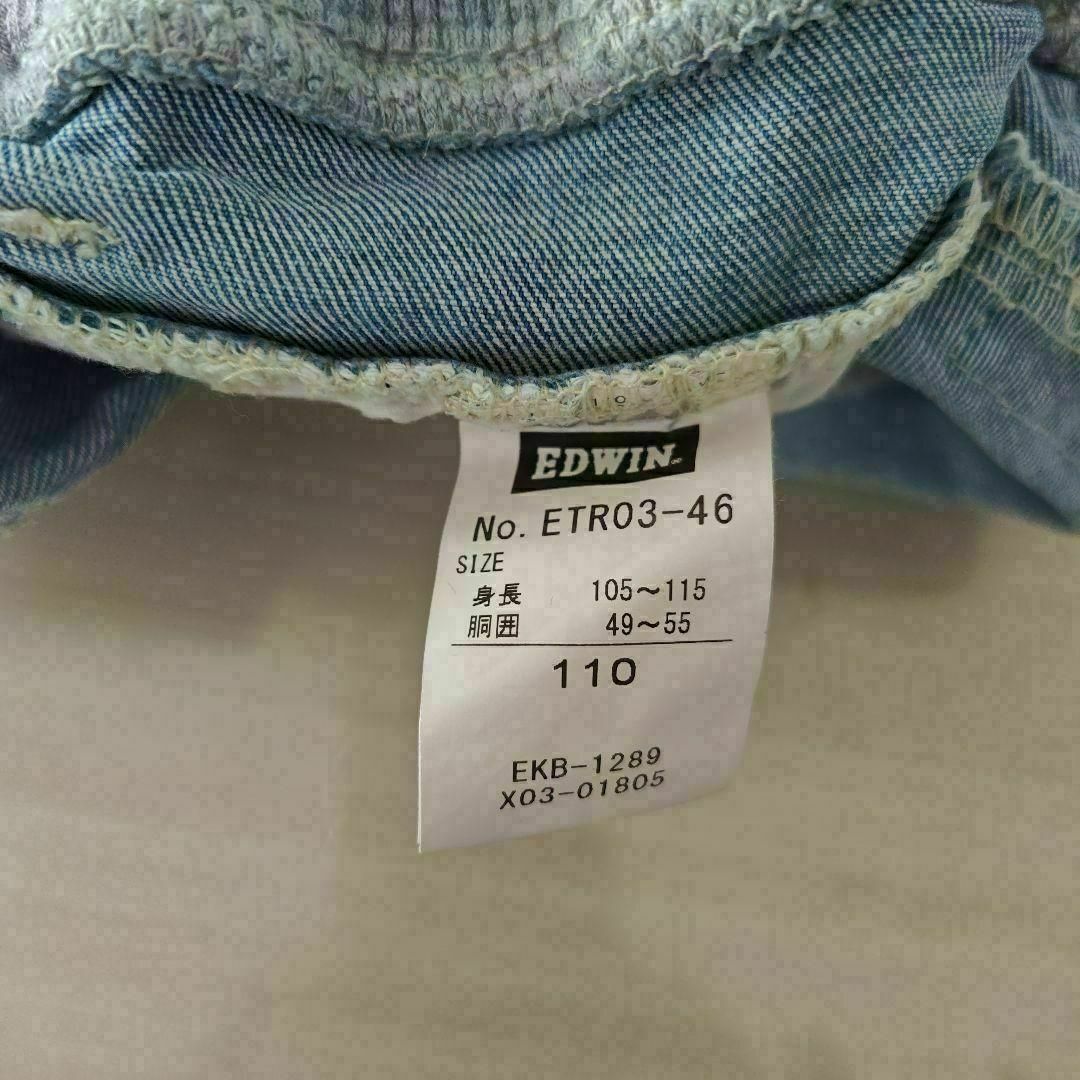 EDWIN
No. ETR03-46
SIZE
身長 105～115
胴囲 49～55
110
EKB-1289
X03-01805